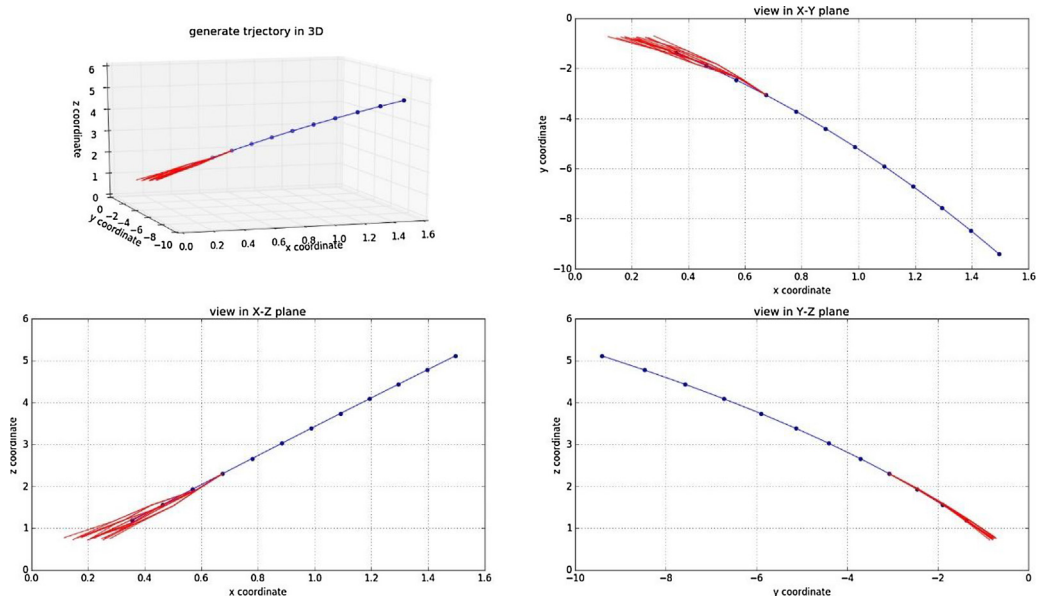 generate trjectory in 3D
6
5
4
3
2
1
0
z coordinate
0 -2 -4 -6 -8 -10
y coordinate
0.0 0.2 0.4 0.6 0.8 1.0 1.2 1.4 1.6
x coordinate
view in X-Y plane
0
-2
-4
-6
-8
-10
y coordinate
0.0 0.2 0.4 0.6 0.8 1.0 1.2 1.4 1.6
x coordinate
view in X-Z plane
6
5
4
3
2
1
0
z coordinate
0.0 0.2 0.4 0.6 0.8 1.0 1.2 1.4 1.6
x coordinate
view in Y-Z plane
6
5
4
3
2
1
0
z coordinate
-10 -8 -6 -4 -2 0
y coordinate